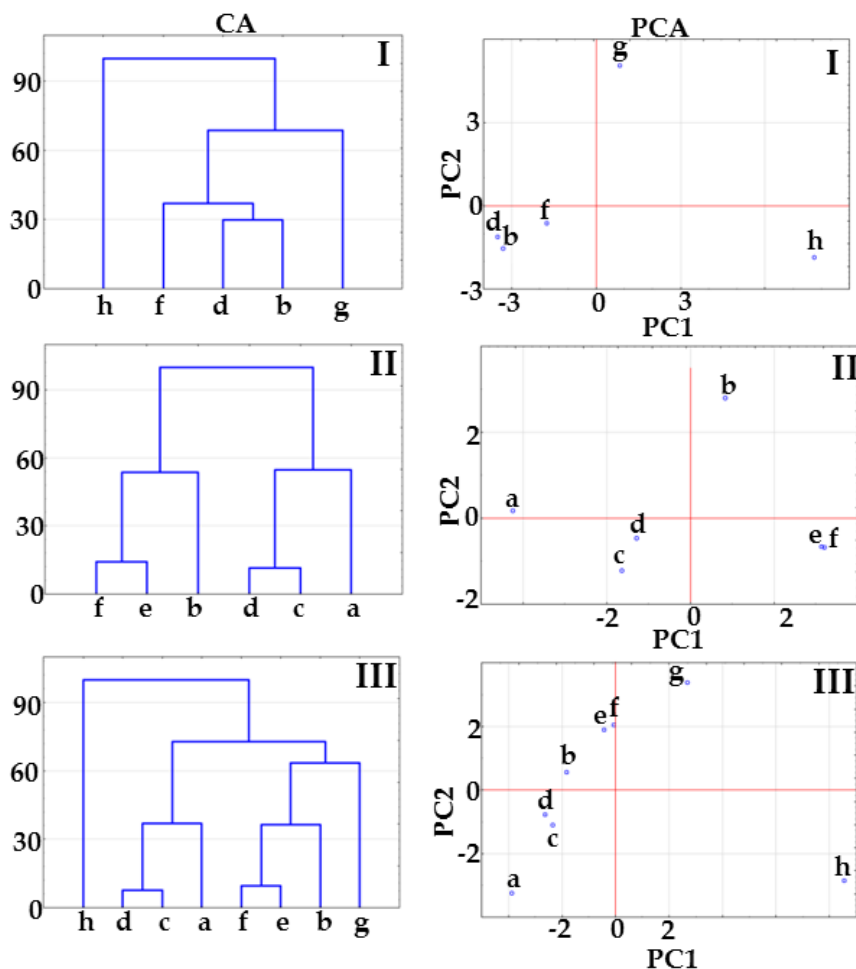 CA
I
90
60
30
0
h f d b g
PCA
g
I
3
PC2
0
d b f
h
-3
-3 0 3
PC1
II
90
60
30
0
f e b d c a
b
II
2
PC2
a
0
d
e f
c
-2
-2 0 2
PC1
III
90
60
30
0
h d c a f e b g
g
III
e f
2
b
0
PC2
d
c
-2
a
h
-2 0 2
PC1